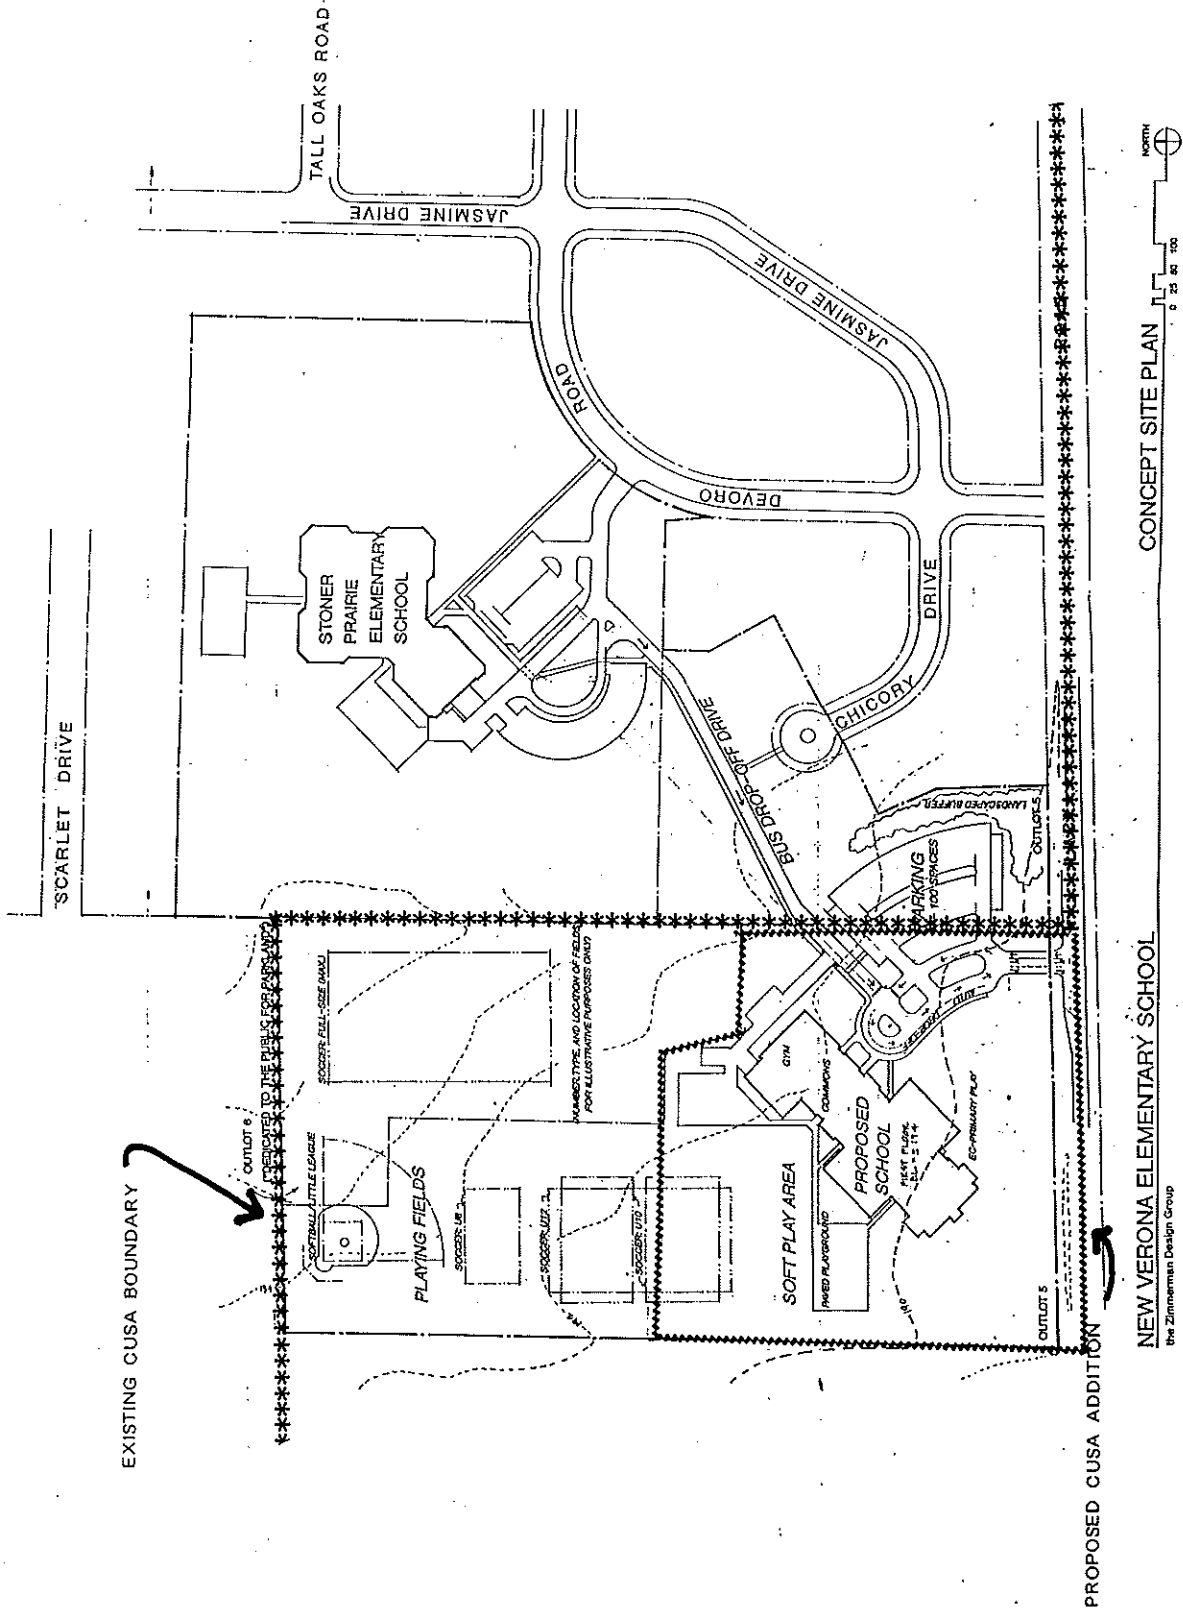 TALL OAKS ROAD
JASMINE DRIVE
JASMINE DRIVE
SCARLET DRIVE
STONER
PRAIRIE
ELEMENTARY
SCHOOL
DEVORO
ROAD
CHICORY
DRIVE
BUS DROP-OFF DRIVE
EXISTING CUSA BOUNDARY
OUTLOT 6
(DEDICATED TO THE PUBLIC FOR PARKLAND)
SOCCER: FULL-SIZE (MAX)
(NUMBER, TYPE, AND LOCATION OF FIELDS
FOR ILLUSTRATIVE PURPOSES ONLY)
SOFTBALL/LITTLE LEAGUE
PLAYING FIELDS
SOCCER: U12
SOCCER: U10
SOFT PLAY AREA
PAVED PLAYGROUND
GYM
COMMONS
PROPOSED
SCHOOL
FIRST FLOOR
EC-PRIMARY PLAY
PARKING
100 SPACES
LANDSCAPED BUFFER
OUTLOT 5
OUTLOT 5
PROPOSED CUSA ADDITION
NEW VERONA ELEMENTARY SCHOOL
the Zimmerman Design Group
CONCEPT SITE PLAN
0 25 50 100
NORTH